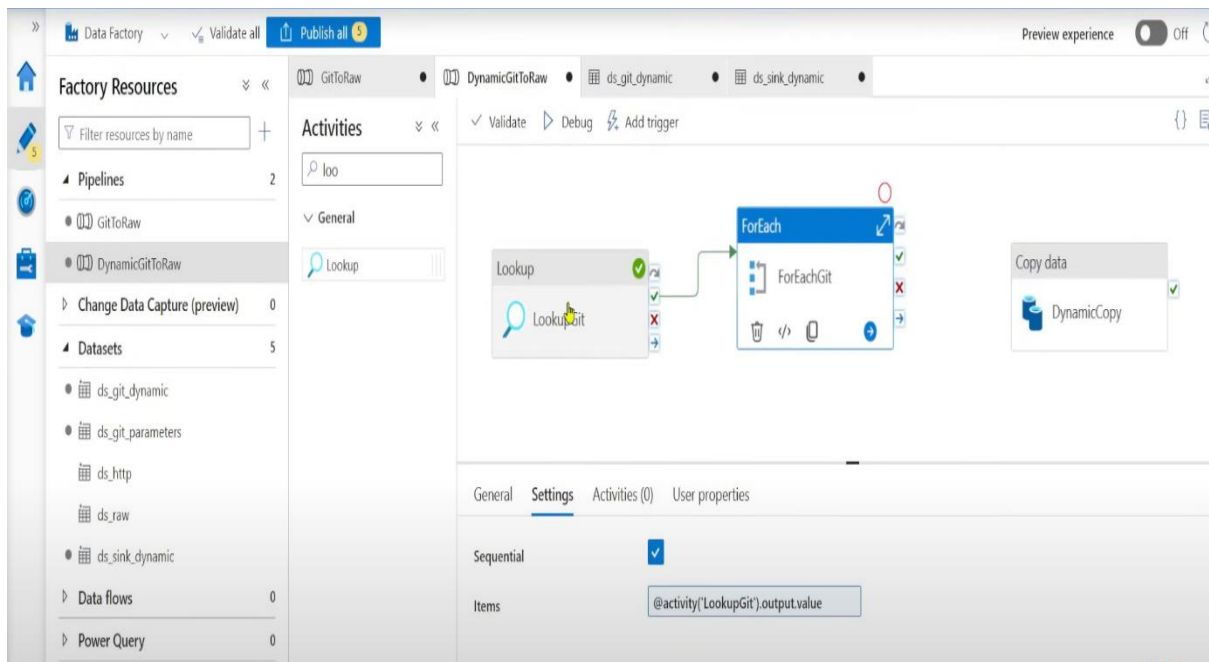 Data Factory
Validate all
Publish all 5
Preview experience
Off
5
Factory Resources
Filter resources by name
Pipelines 2
GitToRaw
DynamicGitToRaw
Change Data Capture (preview) 0
Datasets 5
ds_git_dynamic
ds_git_parameters
ds_http
ds_raw
ds_sink_dynamic
Data flows 0
Power Query 0
GitToRaw
DynamicGitToRaw
ds_git_dynamic
ds_sink_dynamic
Activities
loo
General
Lookup
Validate
Debug
Add trigger
{}
Lookup
LookupGit
ForEach
ForEachGit
Copy data
DynamicCopy
General
Settings
Activities (0)
User properties
Sequential
Items
@activity('LookupGit').output.value